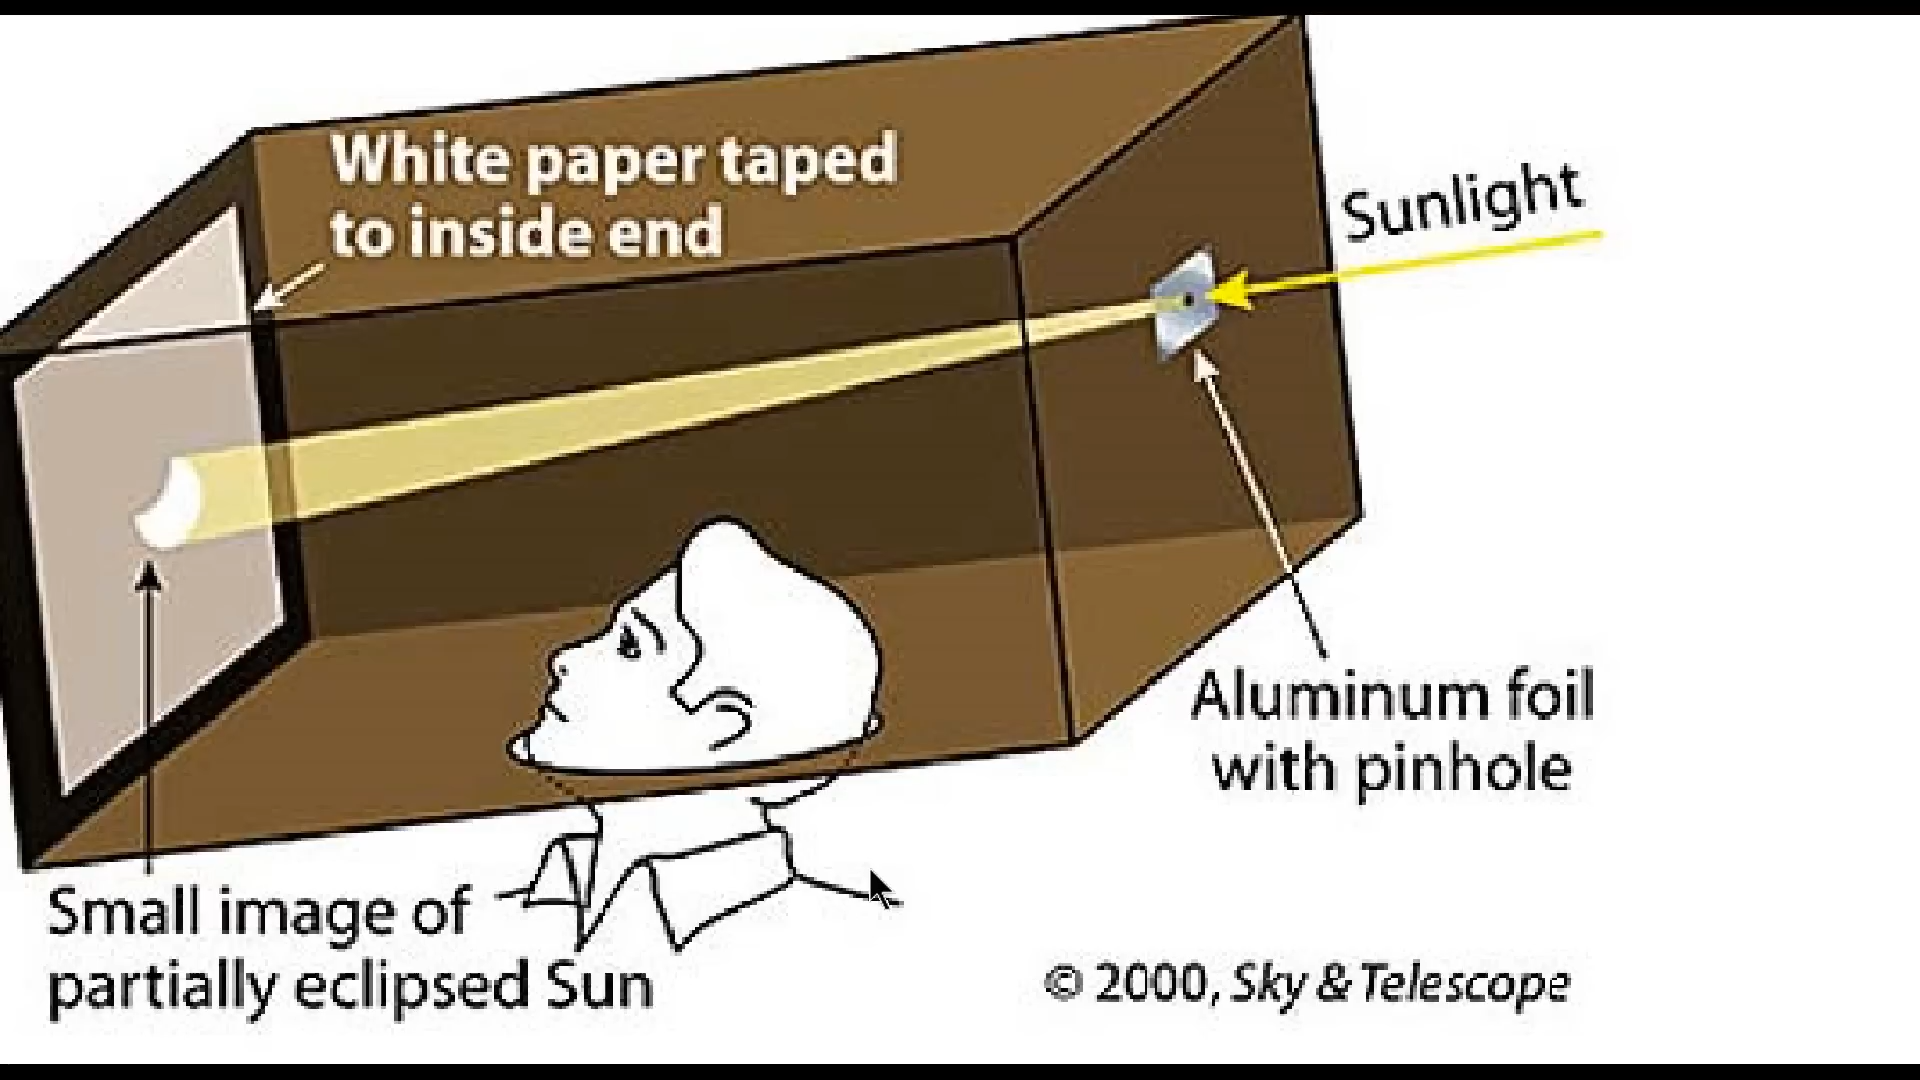 White paper taped
to inside end
Sunlight
Aluminum foil
with pinhole
Small image of
partially eclipsed Sun
© 2000, Sky & Telescope